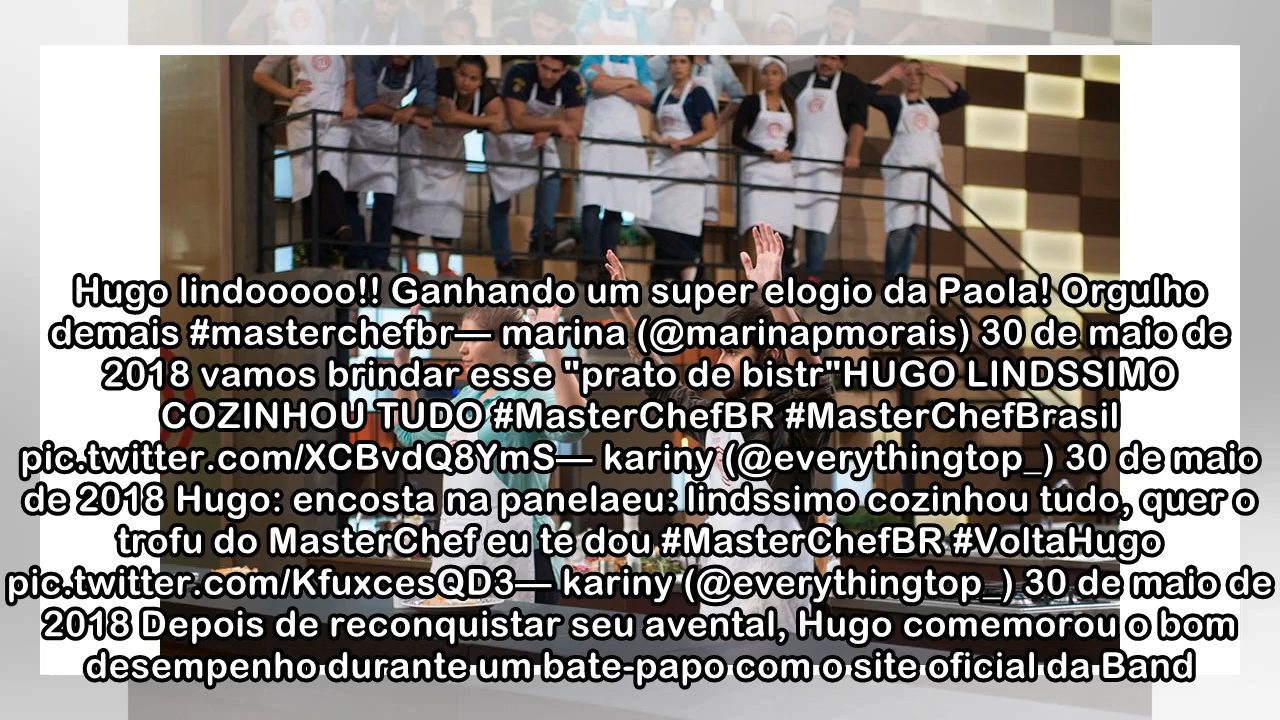 Hugo lindooooo!! Ganhando um super elogio da Paola! Orgulho
demais #masterchefbr— marina (@marinapmorais) 30 de maio de
2018 vamos brindar esse "prato de bistr"HUGO LINDSSIMO
COZINHOU TUDO #MasterChefBR #MasterChefBrasil
pic.twitter.com/XCBvdQ8YmS— kariny (@everythingtop_) 30 de maio
de 2018 Hugo: encosta na panelaeu: lindssimo cozinhou tudo, quer o
trofu do MasterChef eu te dou #MasterChefBR #VoltaHugo
pic.twitter.com/KfuxcesQD3— kariny (@everythingtop_) 30 de maio de
2018 Depois de reconquistar seu avental, Hugo comemorou o bom
desempenho durante um bate-papo com o site oficial da Band